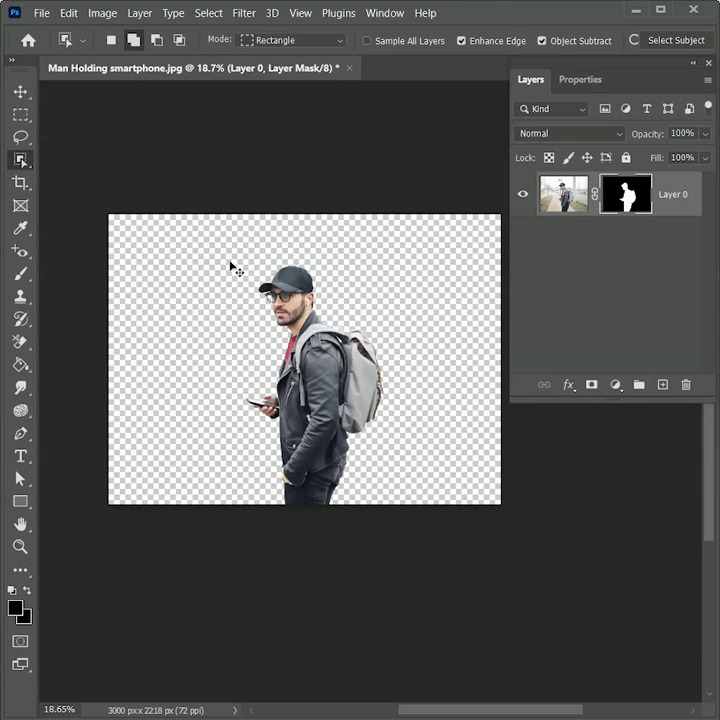 Ps File Edit Image Layer Type Select Filter 3D View Plugins Window Help
Mode: Rectangle Sample All Layers Enhance Edge Object Subtract Select Subject
Man Holding smartphone.jpg @ 18.7% (Layer 0, Layer Mask/8) *
Layers Properties
Kind
Normal Opacity: 100%
Lock: Fill: 100%
Layer 0
fx
18.65% 3000 px x 2218 px (72 ppi)